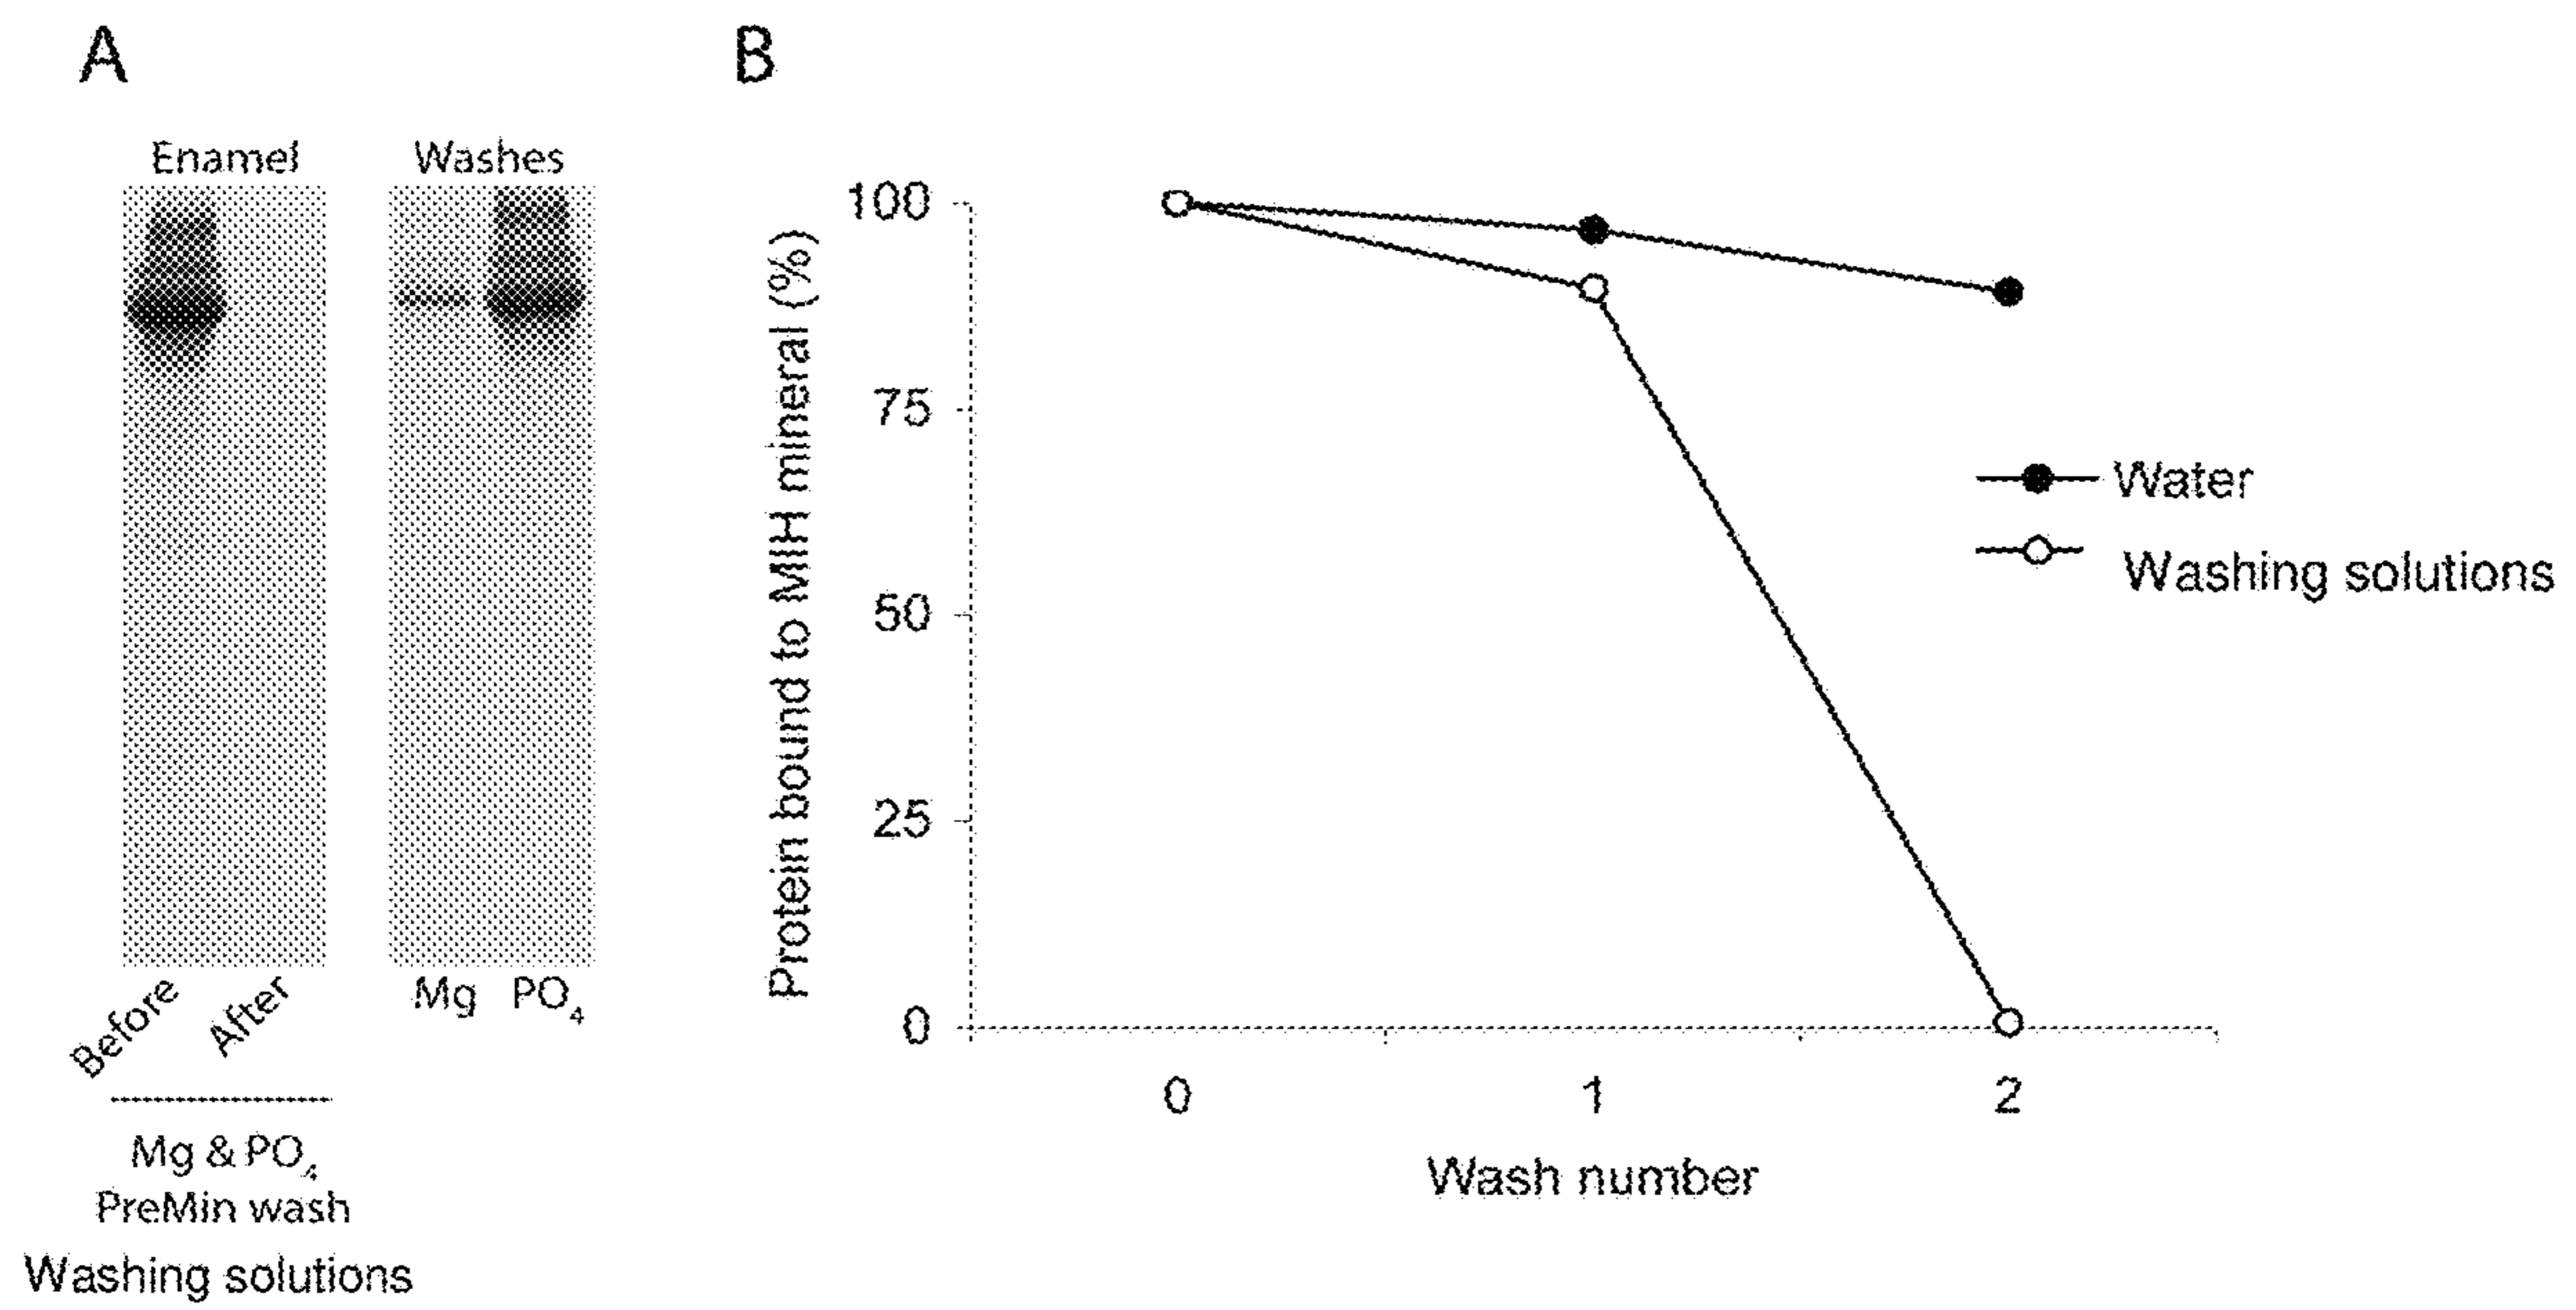 A
Enamel
Washes
Before
After
Mg
PO4
Mg & PO4
PreMin wash
Washing solutions
B
Protein bound to MIH mineral (%)
100
75
50
25
0
0
1
2
Wash number
Water
Washing solutions